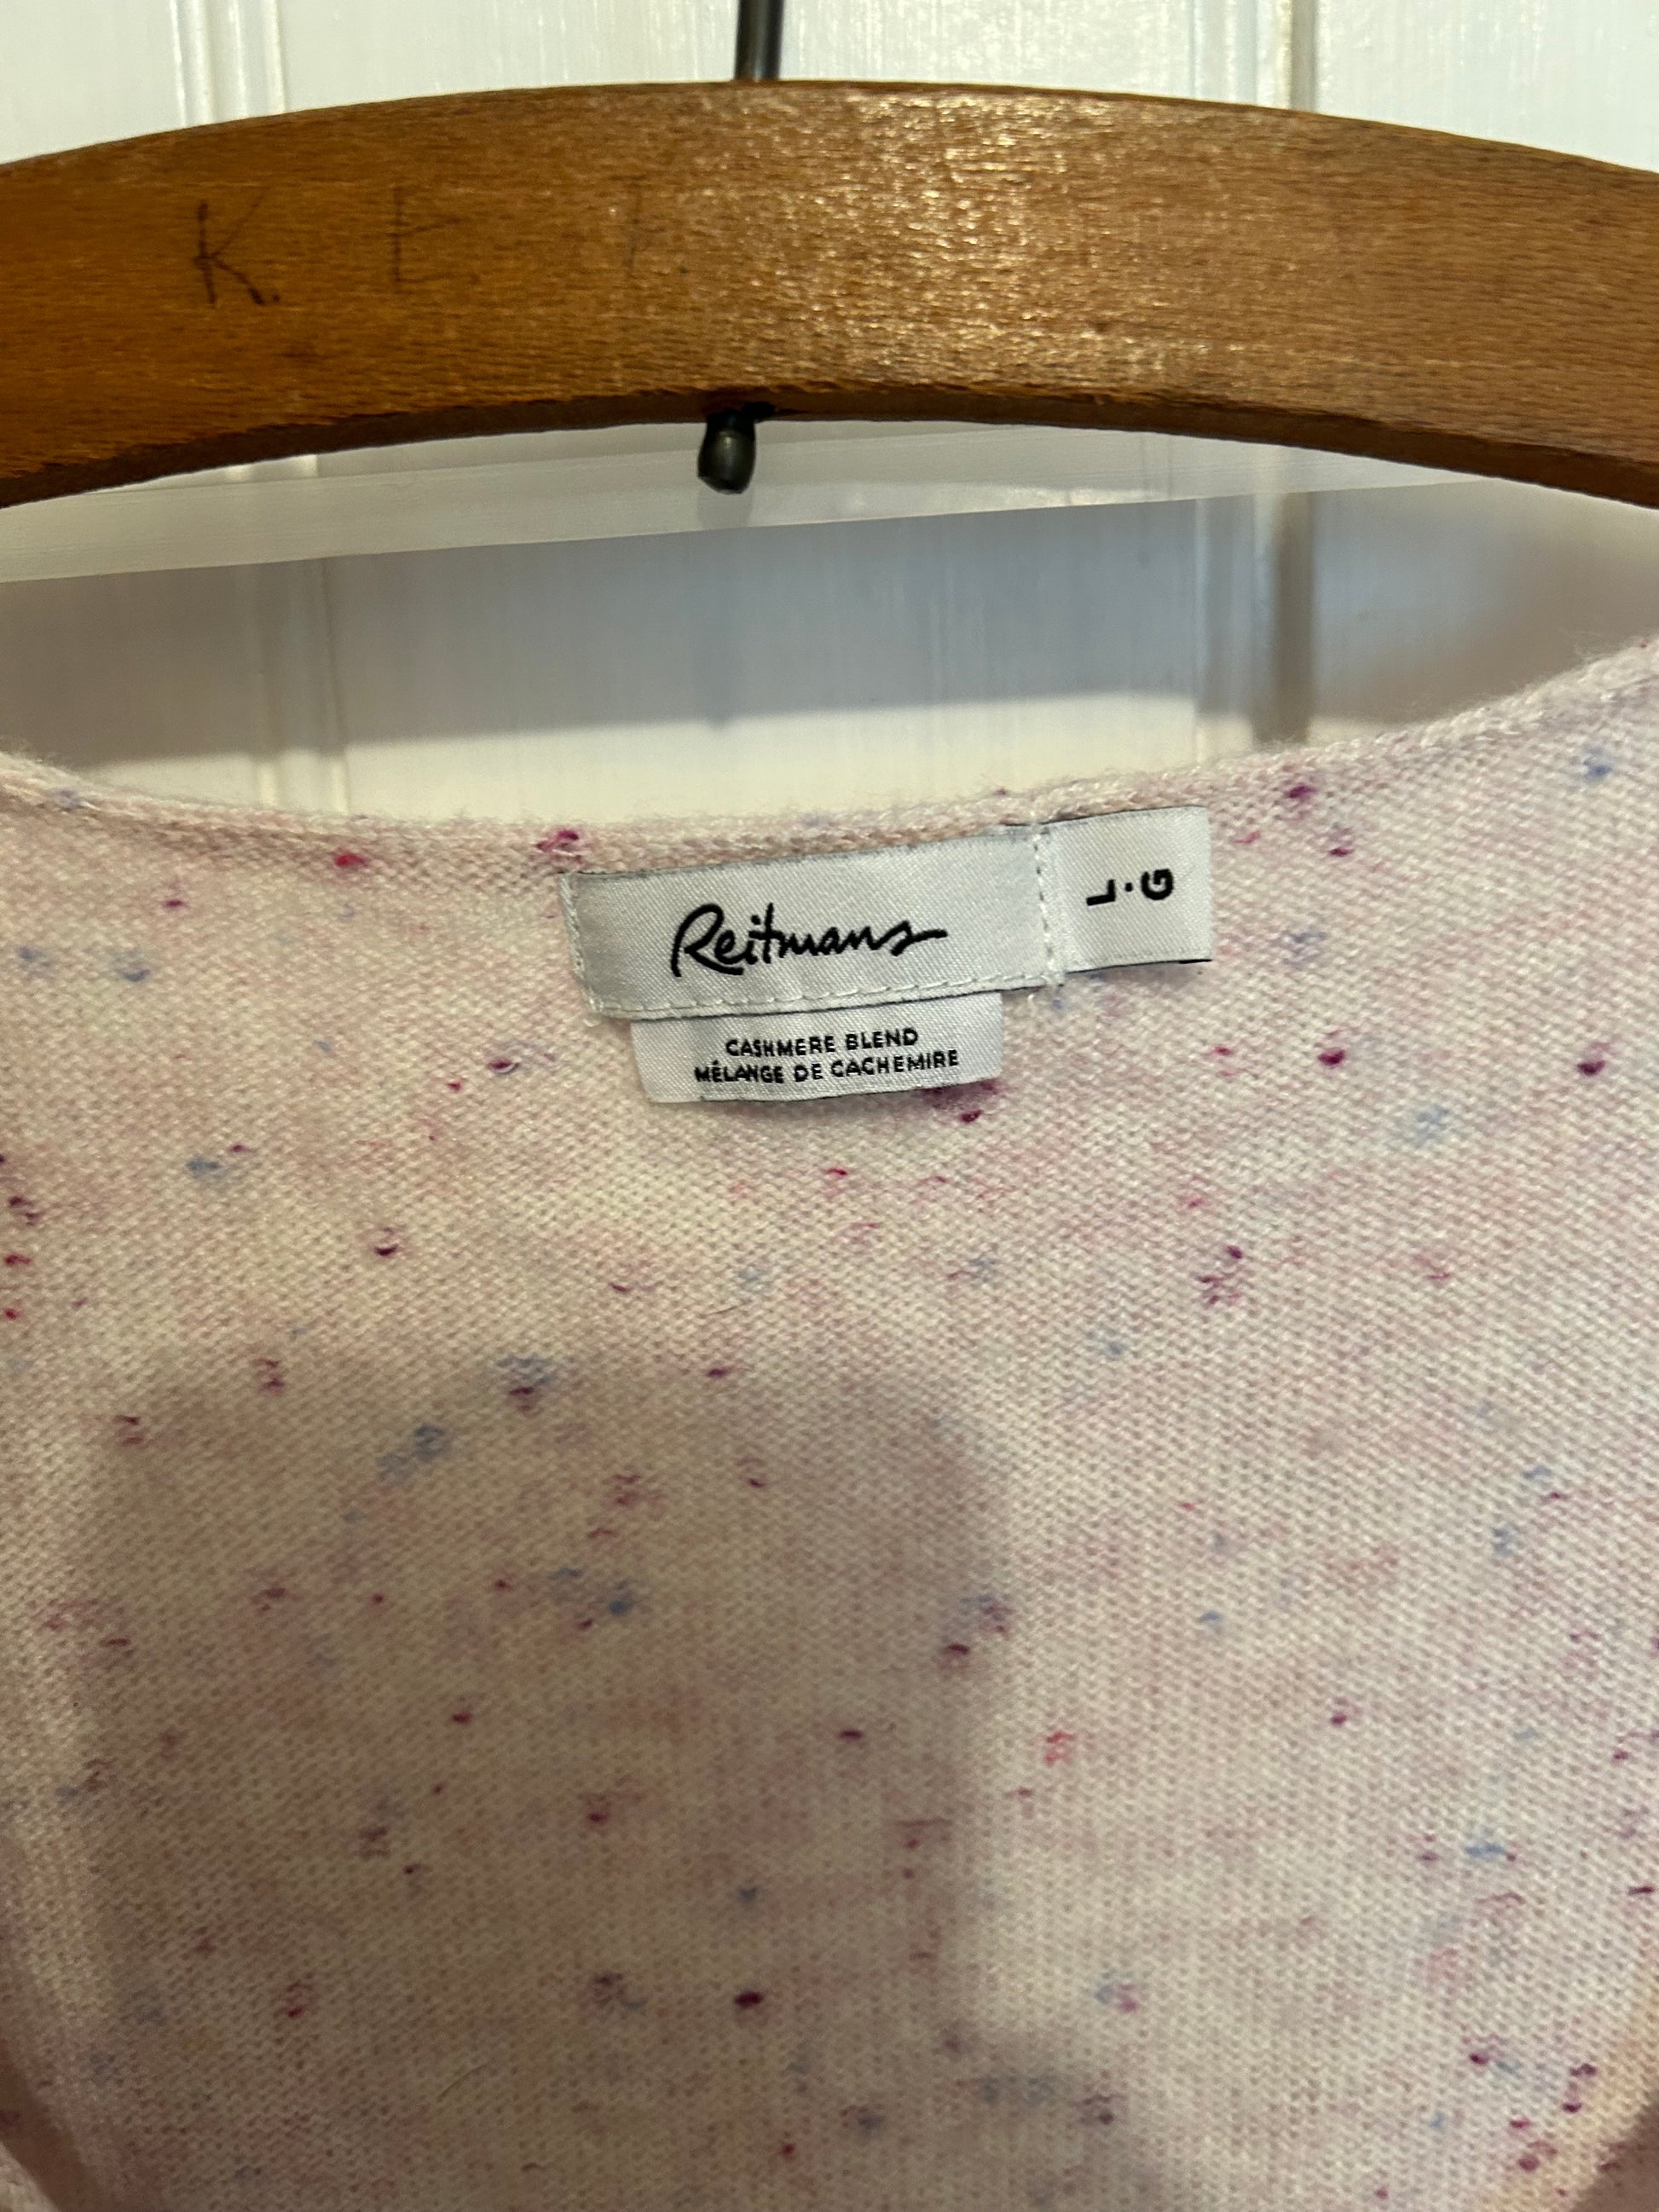 K. E.
Reitmans
L·G
CASHMERE BLEND
MÉLANGE DE CACHEMIRE